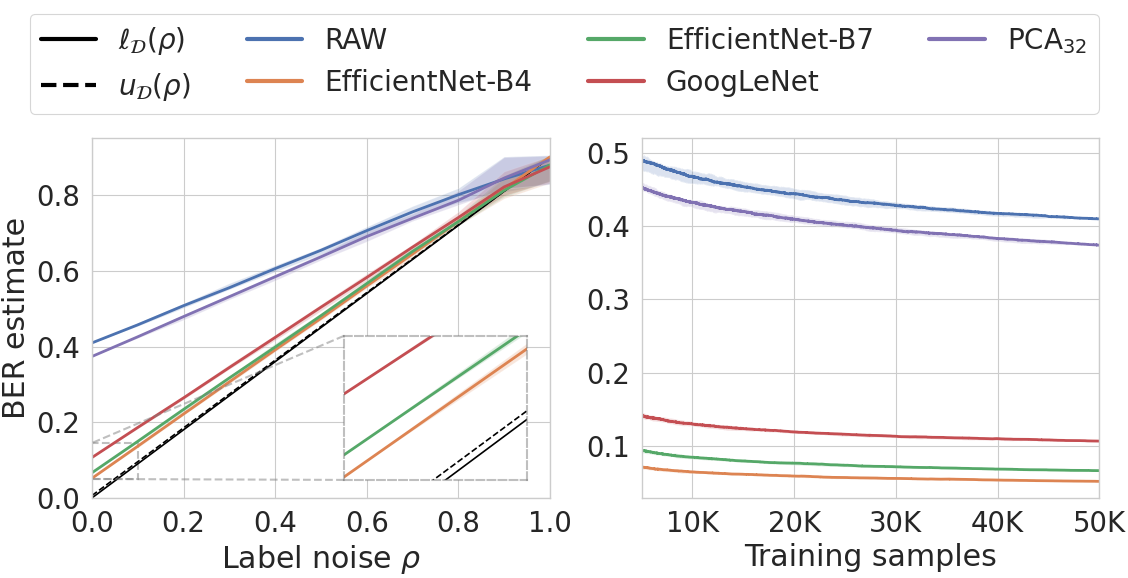 ℓ_𝒟(ρ) RAW EfficientNet-B7 PCA₃₂
u_𝒟(ρ) EfficientNet-B4 GoogLeNet
BER estimate
0.8
0.6
0.4
0.2
0.0
0.0 0.2 0.4 0.6 0.8 1.0
Label noise ρ
0.5
0.4
0.3
0.2
0.1
10K 20K 30K 40K 50K
Training samples